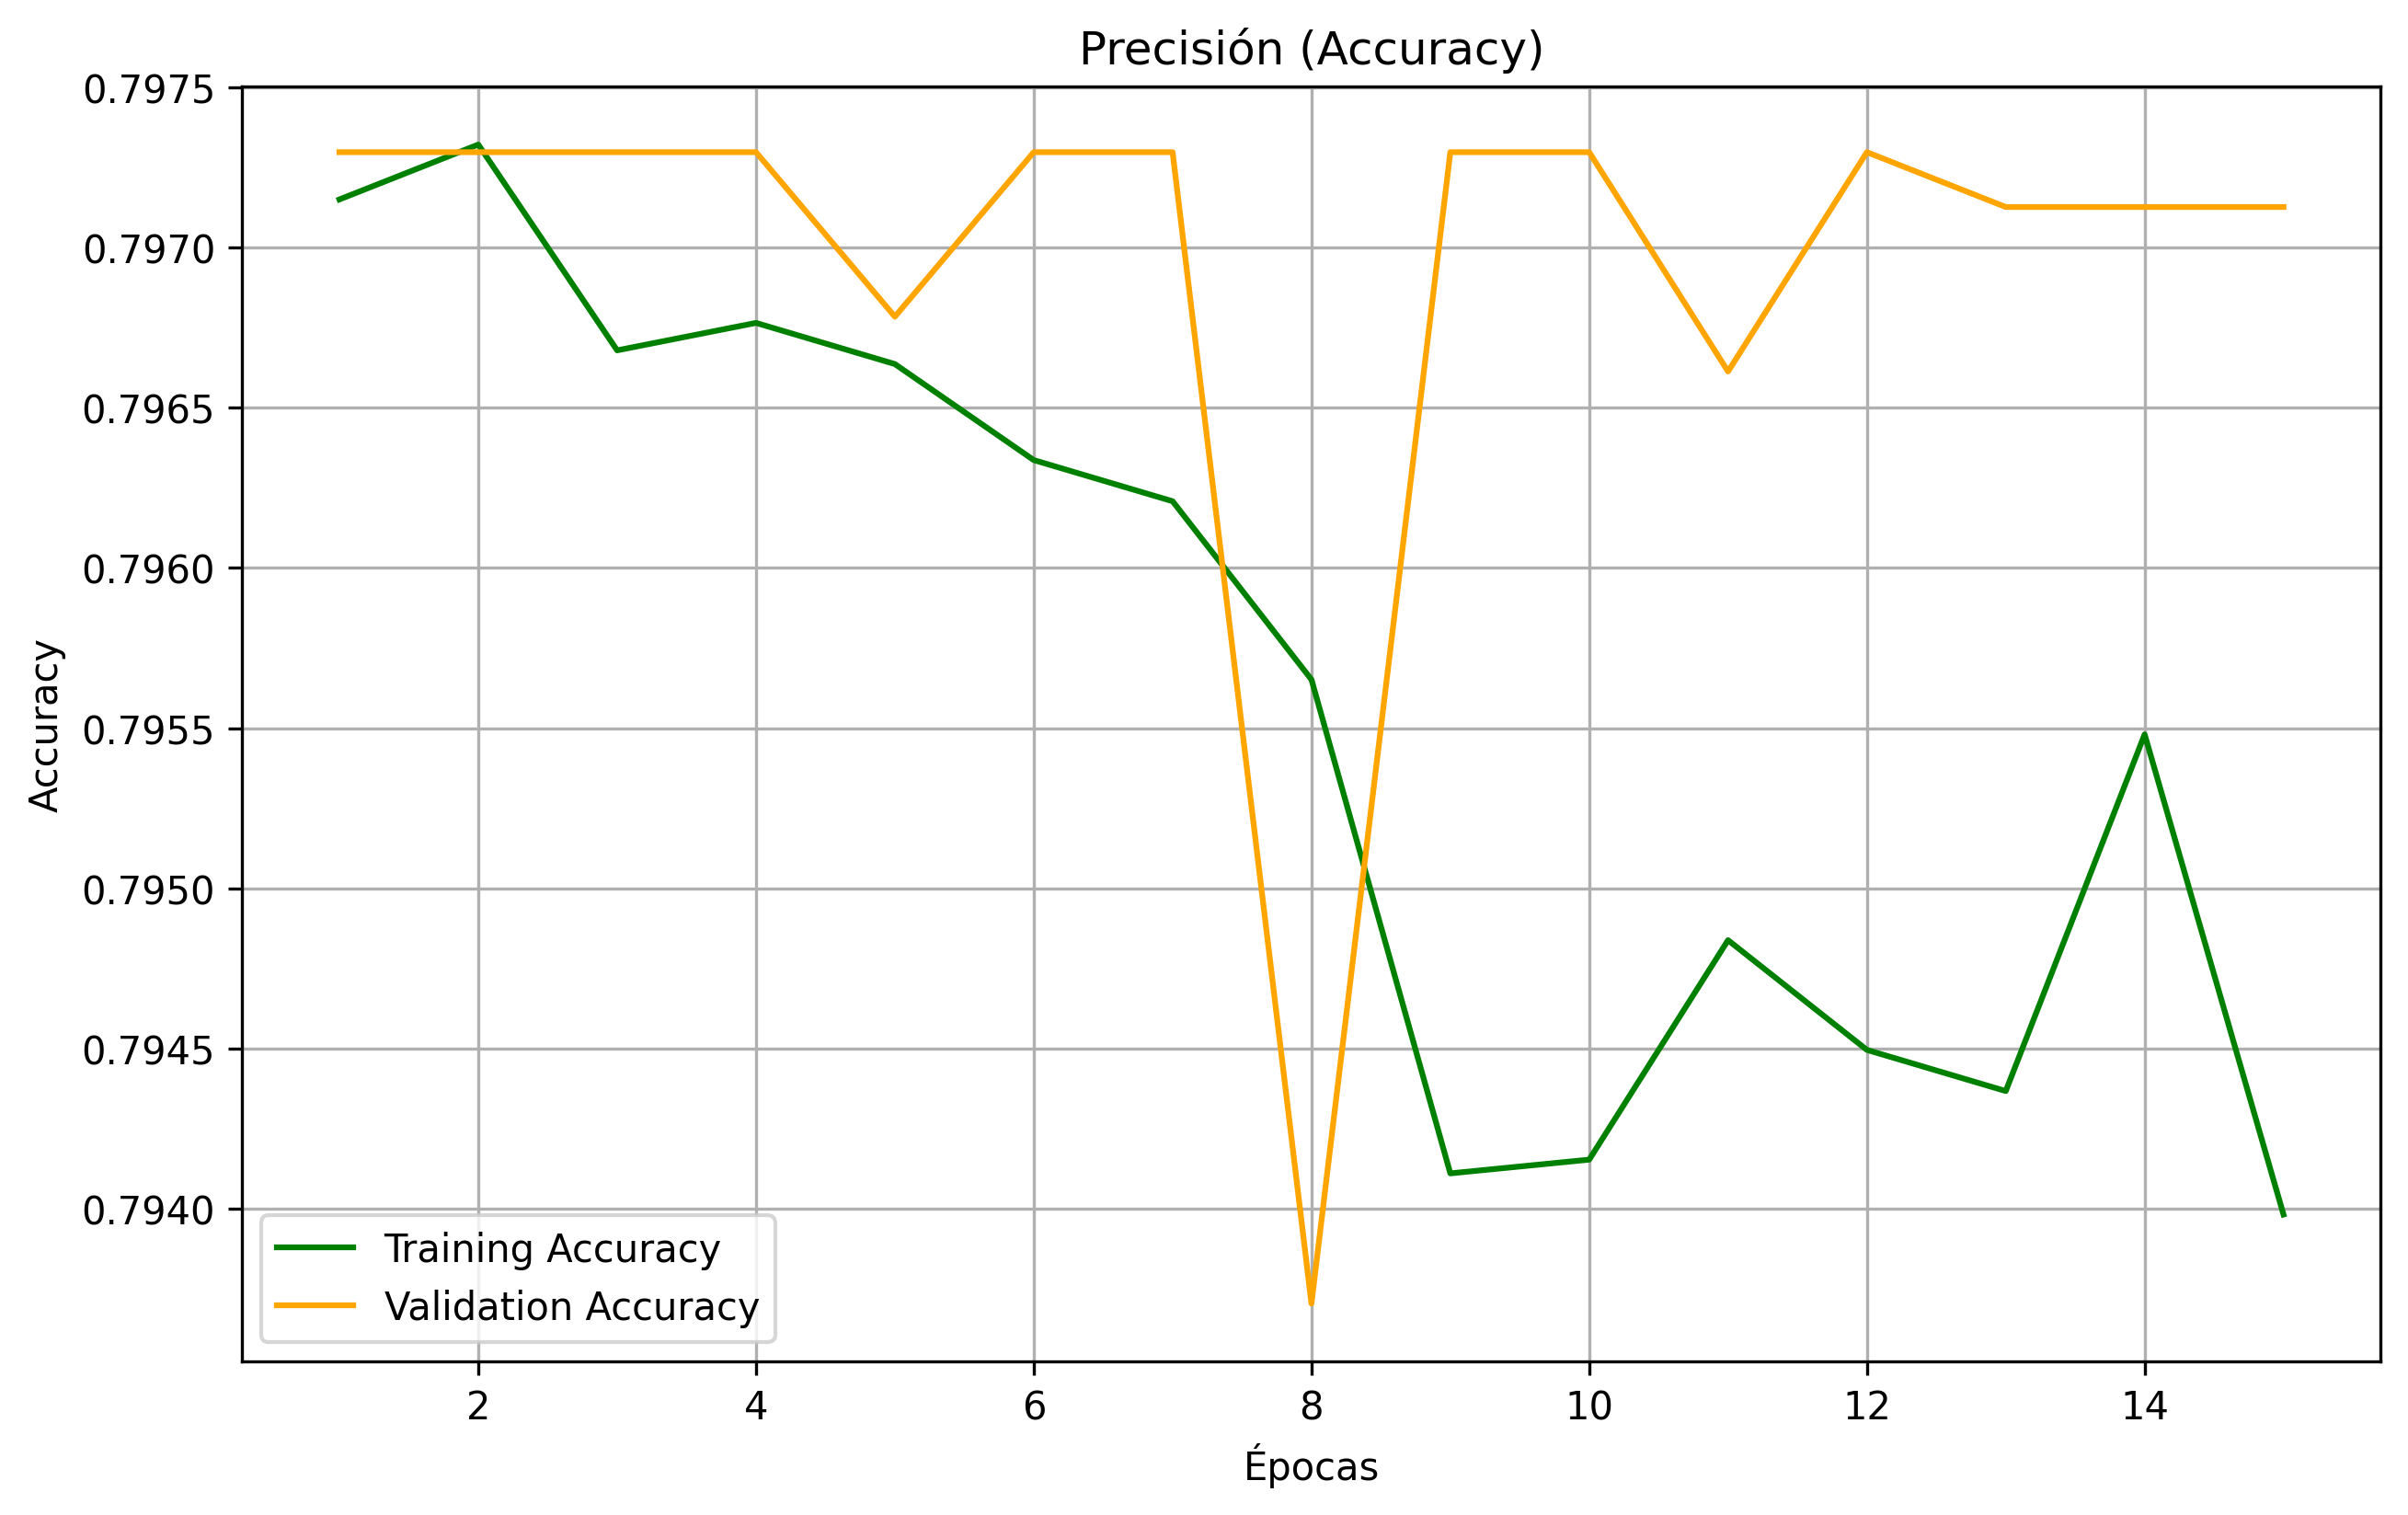 Precisión (Accuracy)
0.7975
0.7970
0.7965
0.7960
0.7955
0.7950
0.7945
0.7940
Accuracy
Training Accuracy
Validation Accuracy
2 4 6 8 10 12 14
Épocas